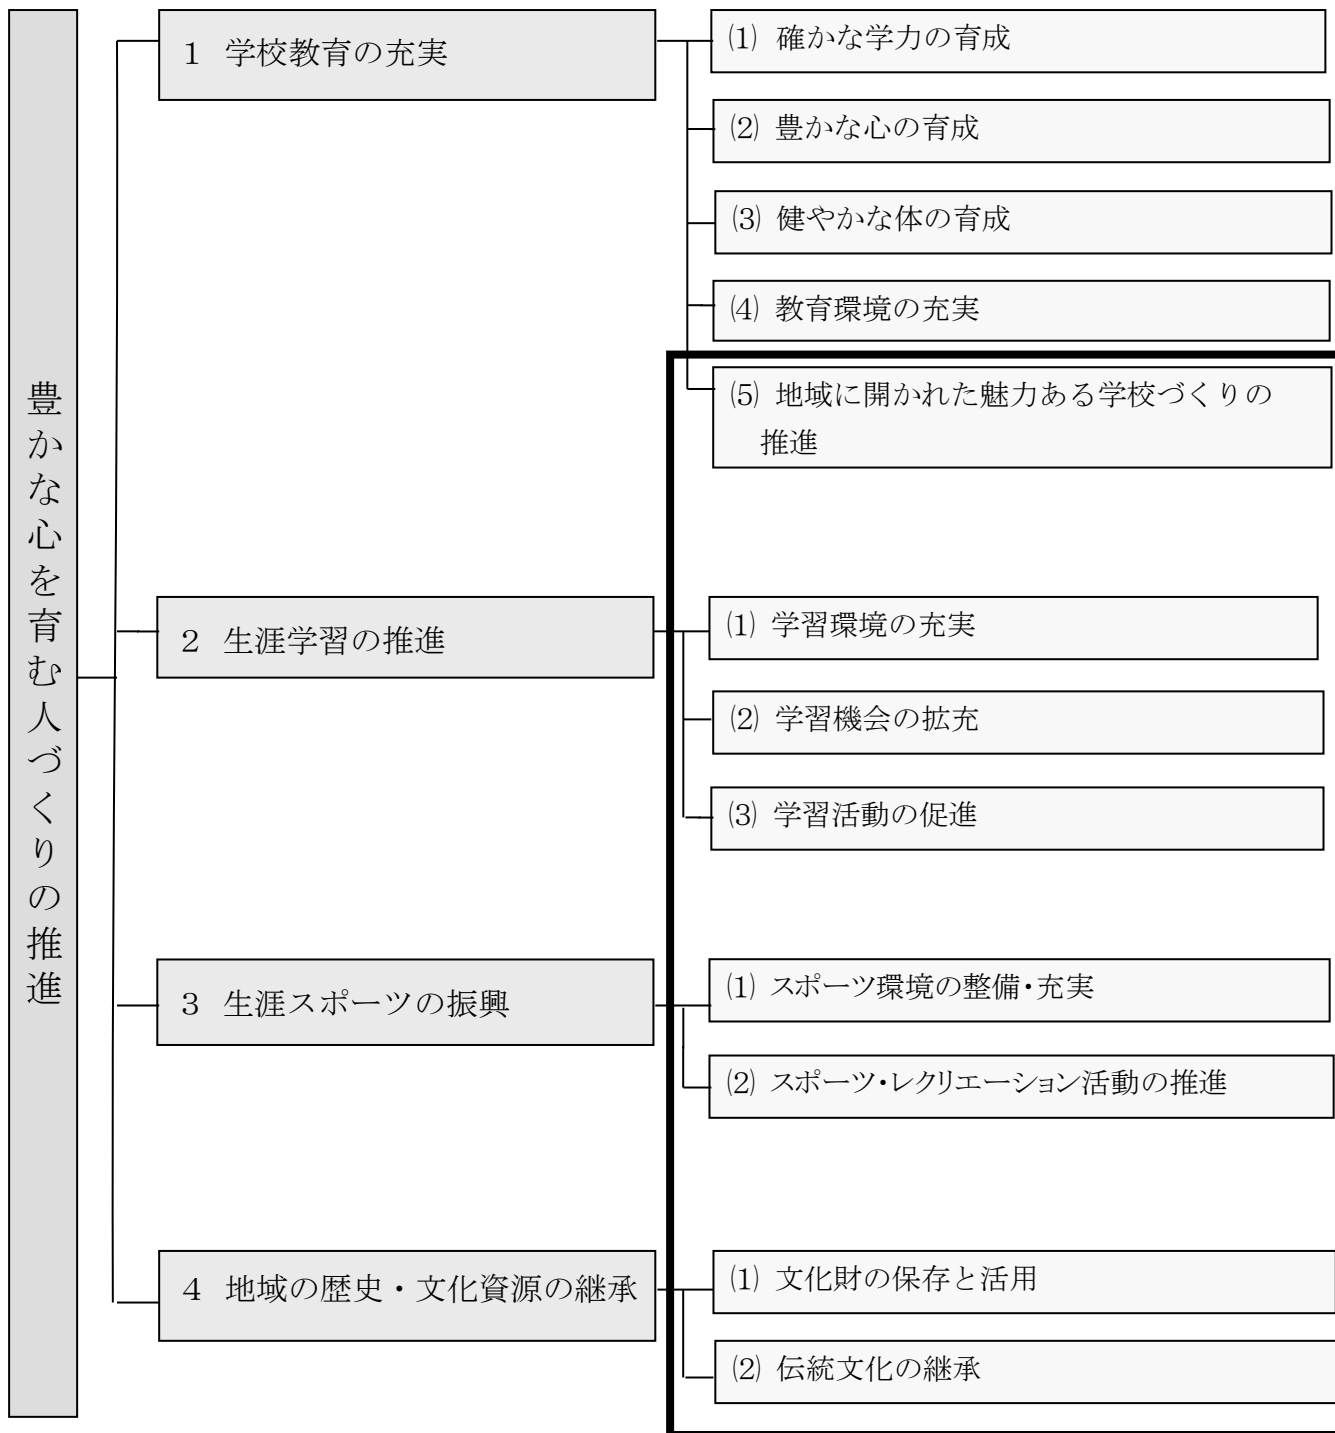 豊かな心を育む人づくりの推進
１ 学校教育の充実
⑴ 確かな学力の育成
⑵ 豊かな心の育成
⑶ 健やかな体の育成
⑷ 教育環境の充実
⑸ 地域に開かれた魅力ある学校づくりの
推進
２ 生涯学習の推進
⑴ 学習環境の充実
⑵ 学習機会の拡充
⑶ 学習活動の促進
３ 生涯スポーツの振興
⑴ スポーツ環境の整備・充実
⑵ スポーツ・レクリエーション活動の推進
４ 地域の歴史・文化資源の継承
⑴ 文化財の保存と活用
⑵ 伝統文化の継承